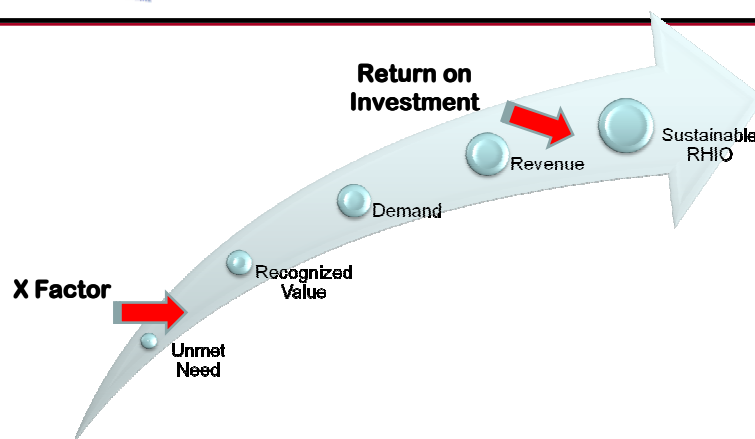 Return on
Investment
Sustainable
RHIO
Revenue
Demand
Recognized
Value
X Factor
Unmet
Need